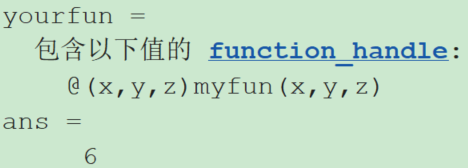 yourfun =
包含以下值的 function_handle:
@(x,y,z)myfun(x,y,z)
ans =
6